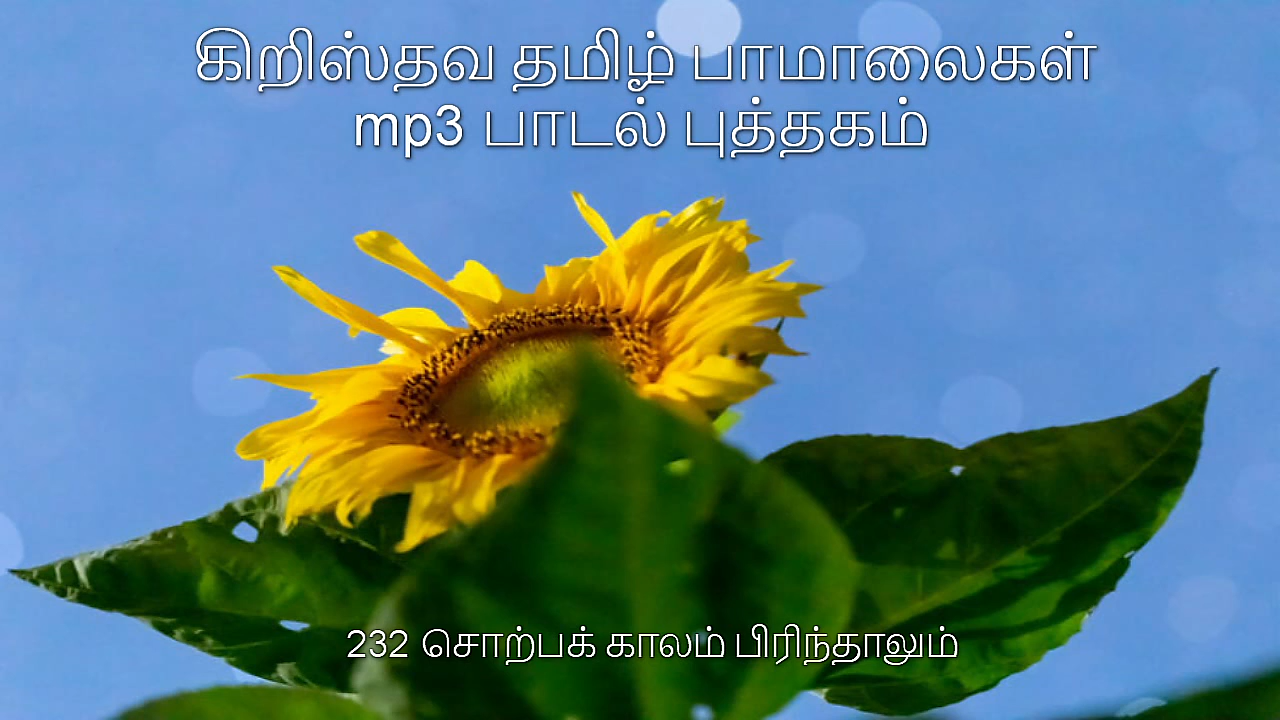 கிறிஸ்தவ தமிழ் பாமாலைகள்
mp3 பாடல் புத்தகம்
232 சொற்பக் காலம் பிரிந்தாலும்